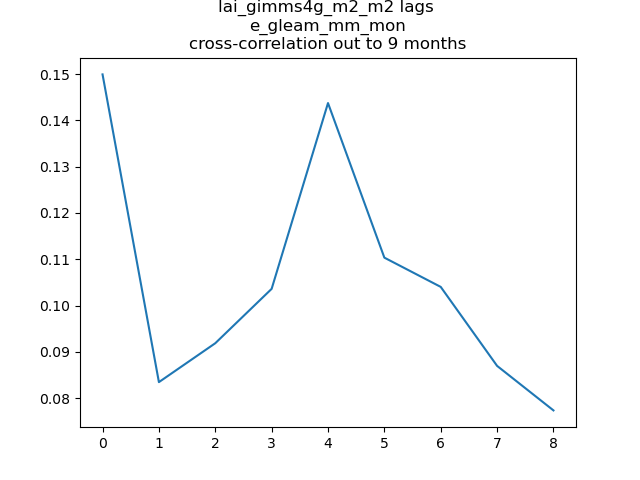 lai_gimms4g_m2_m2 lags
e_gleam_mm_mon
cross-correlation out to 9 months
0.15
0.14
0.13
0.12
0.11
0.10
0.09
0.08
0 1 2 3 4 5 6 7 8